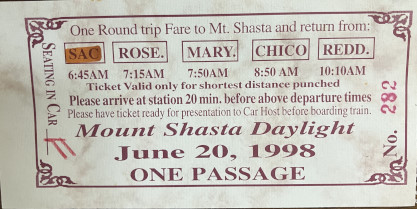 One Round trip Fare to Mt. Shasta and return from:
SAC ROSE. MARY. CHICO REDD.
6:45AM 7:15AM 7:50AM 8:50 AM 10:10AM
Ticket Valid only for shortest distance punched
Please arrive at station 20 min. before above departure times
Please have ticket ready for presentation to Car Host before boarding train.
Mount Shasta Daylight
June 20, 1998
ONE PASSAGE
SEATING IN CAR
No. 282